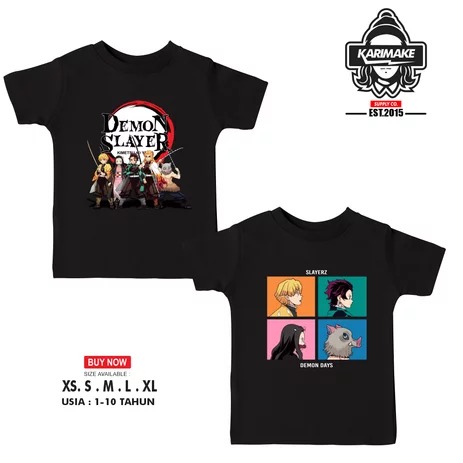 KARIMAKE
SUPPLY CO.
EST.2015
DEMON
SLAYER
SLAYERZ
DEMON DAYS
BUY NOW
SIZE AVAILABLE
XS. S . M . L . XL
USIA : 1-10 TAHUN